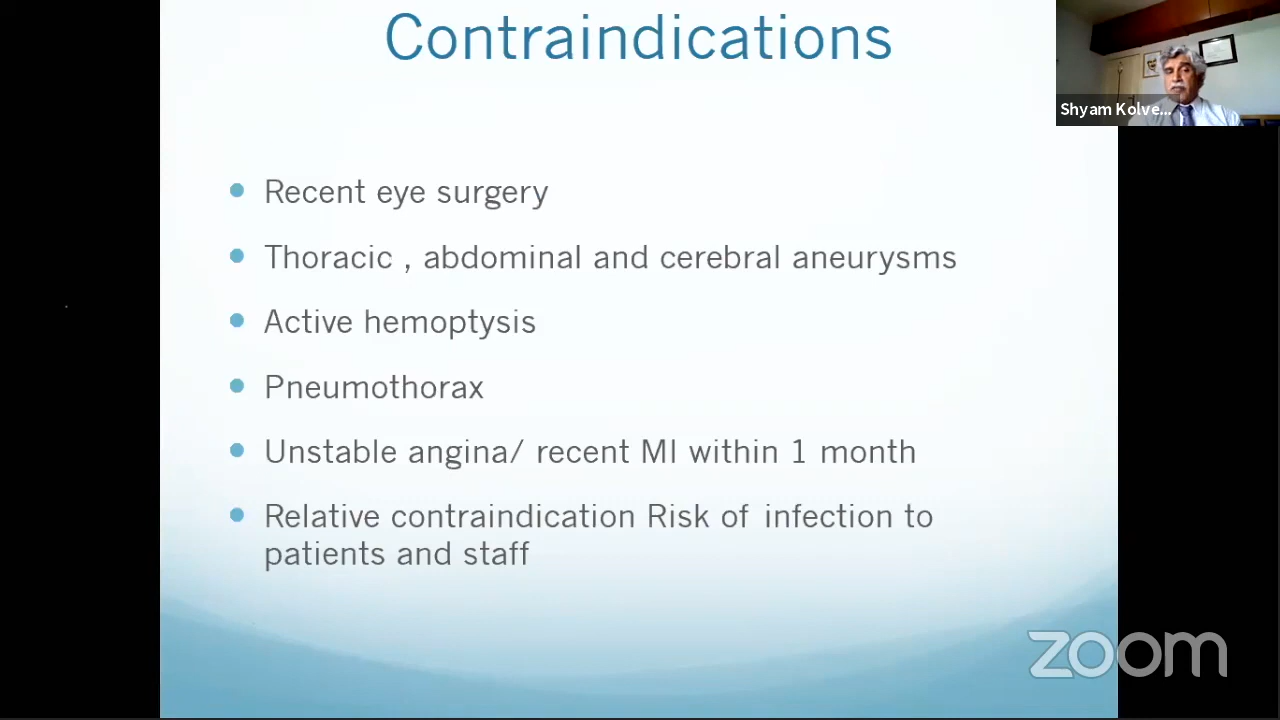 Contraindications
Shyam Kolve...
Recent eye surgery
Thoracic , abdominal and cerebral aneurysms
Active hemoptysis
Pneumothorax
Unstable angina/ recent MI within 1 month
Relative contraindication Risk of infection to
patients and staff
zoom